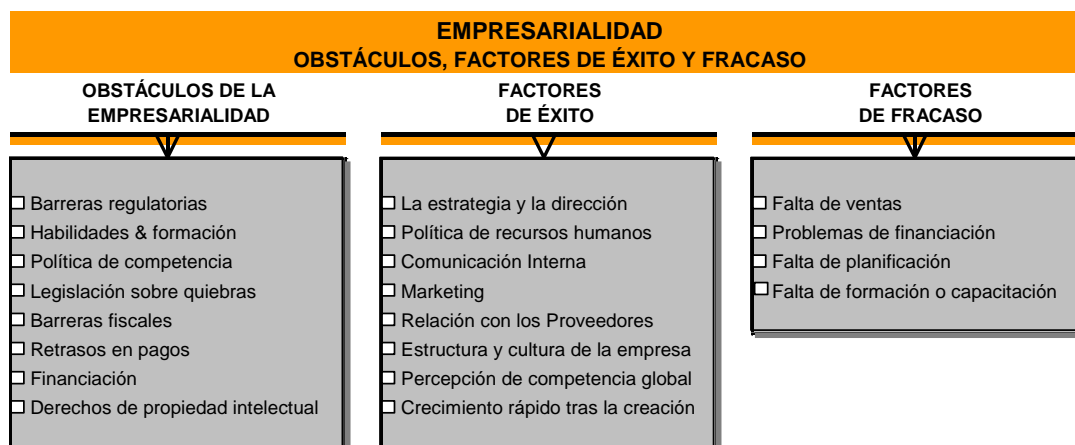 EMPRESARIALIDAD
OBSTÁCULOS, FACTORES DE ÉXITO Y FRACASO
OBSTÁCULOS DE LA
EMPRESARIALIDAD
Barreras regulatorias
Habilidades & formación
Política de competencia
Legislación sobre quiebras
Barreras fiscales
Retrasos en pagos
Financiación
Derechos de propiedad intelectual
FACTORES
DE ÉXITO
La estrategia y la dirección
Política de recursos humanos
Comunicación Interna
Marketing
Relación con los Proveedores
Estructura y cultura de la empresa
Percepción de competencia global
Crecimiento rápido tras la creación
FACTORES
DE FRACASO
Falta de ventas
Problemas de financiación
Falta de planificación
Falta de formación o capacitación